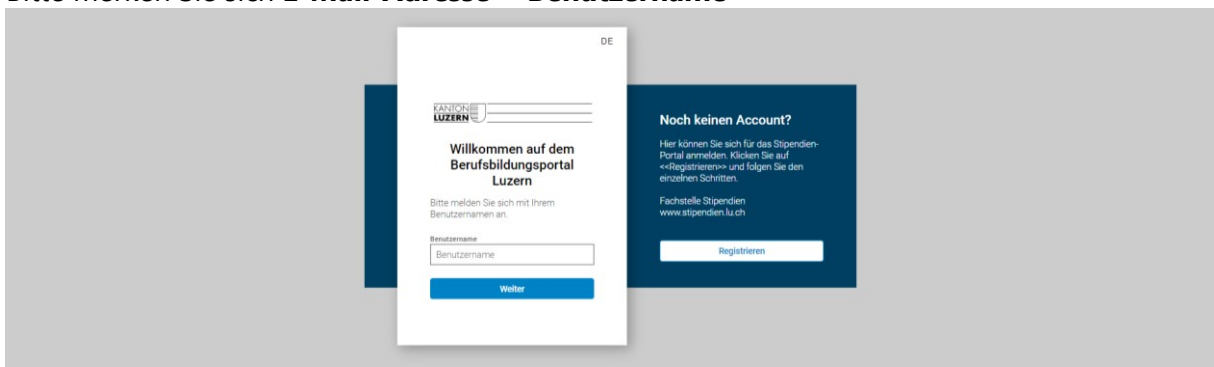 DE
KANTON
LUZERN
Willkommen auf dem
Berufsbildungsportal
Luzern
Bitte melden Sie sich mit Ihrem
Benutzernamen an.
Benutzername
Benutzername
Weiter
Noch keinen Account?
Hier können Sie sich für das Stipendien-
Portal anmelden. Klicken Sie auf
<<Registrieren>> und folgen Sie den
einzelnen Schritten.
Fachstelle Stipendien
www.stipendien.lu.ch
Registrieren